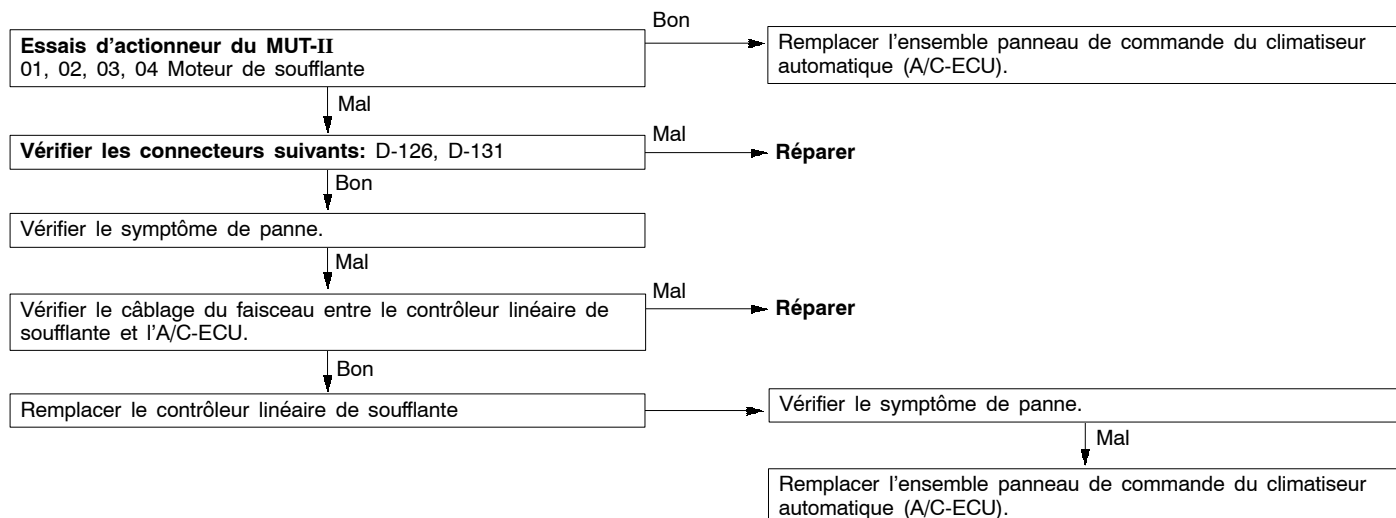 Bon
Essais d'actionneur du MUT-II
01, 02, 03, 04 Moteur de soufflante
Remplacer l'ensemble panneau de commande du climatiseur
automatique (A/C-ECU).
Mal
Vérifier les connecteurs suivants: D-126, D-131
Mal
Réparer
Bon
Vérifier le symptôme de panne.
Mal
Vérifier le câblage du faisceau entre le contrôleur linéaire de
soufflante et l'A/C-ECU.
Mal
Réparer
Bon
Remplacer le contrôleur linéaire de soufflante
Vérifier le symptôme de panne.
Mal
Remplacer l'ensemble panneau de commande du climatiseur
automatique (A/C-ECU).